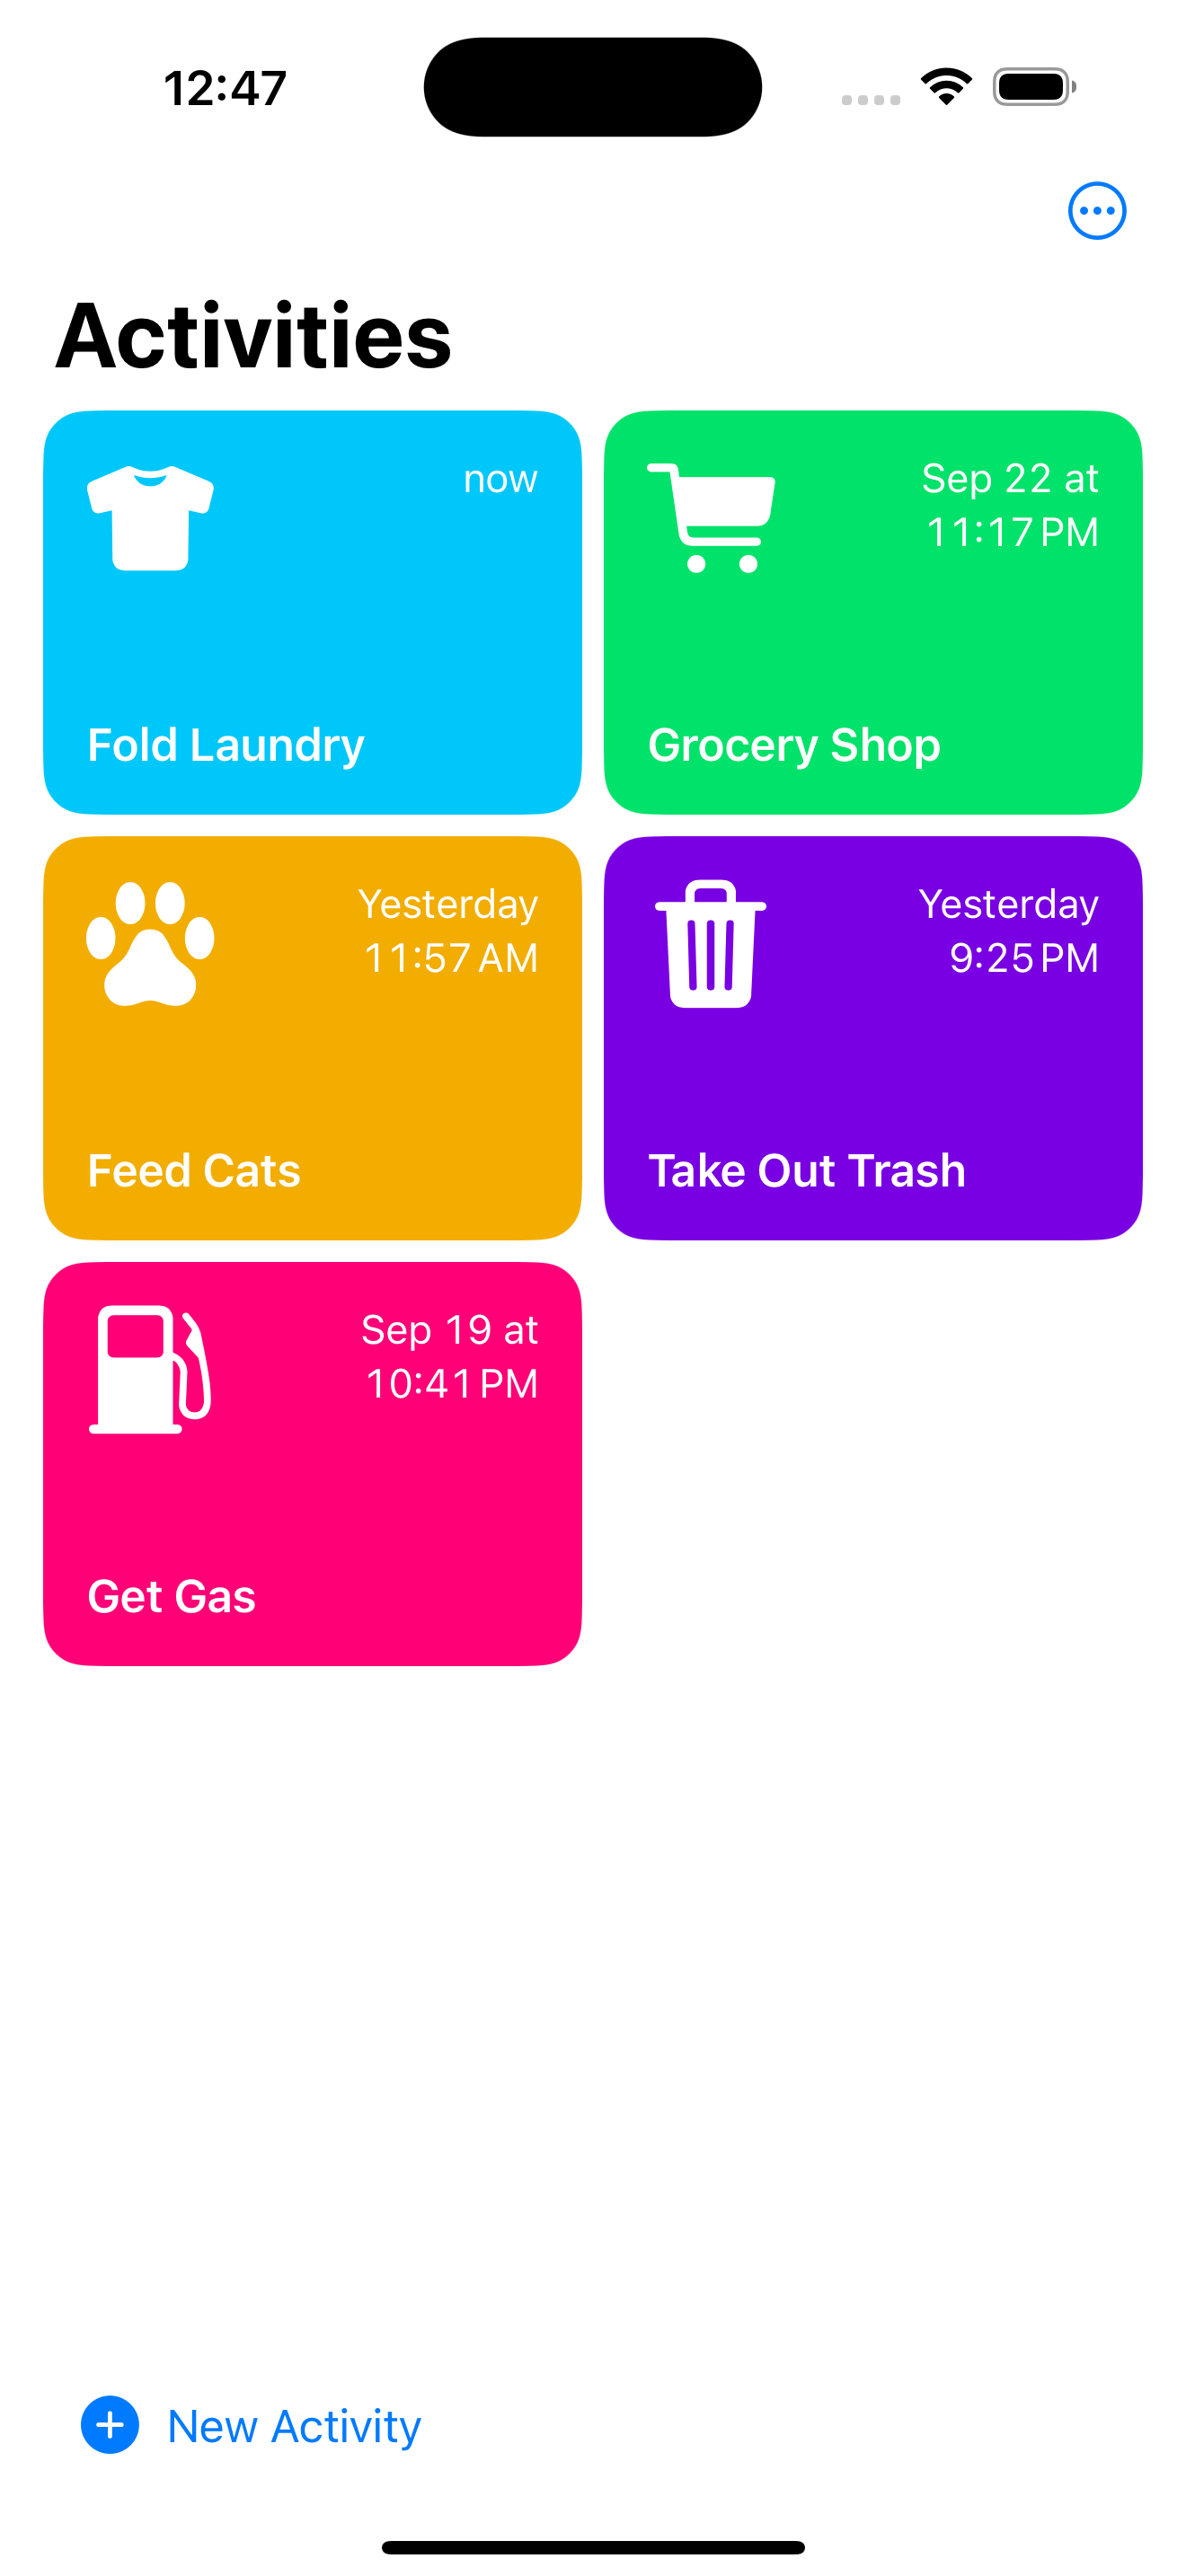 12:47
Activities
now
Fold Laundry
Sep 22 at
11:17 PM
Grocery Shop
Yesterday
11:57 AM
Feed Cats
Yesterday
9:25 PM
Take Out Trash
Sep 19 at
10:41 PM
Get Gas
New Activity